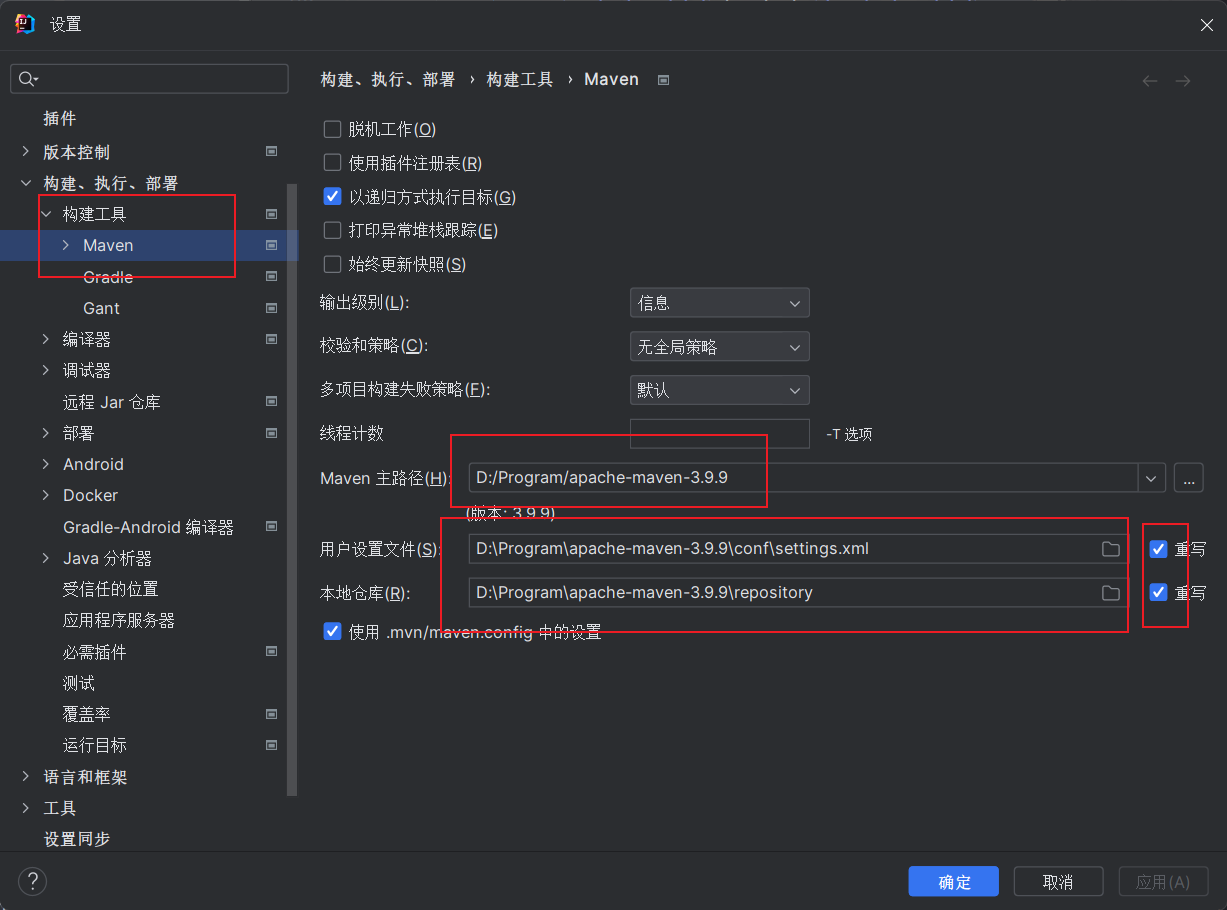 设置
插件
版本控制
构建、执行、部署
构建工具
Maven
Gradle
Gant
编译器
调试器
远程 Jar 仓库
部署
Android
Docker
Gradle-Android 编译器
Java 分析器
受信任的位置
应用程序服务器
必需插件
测试
覆盖率
运行目标
语言和框架
工具
设置同步
构建、执行、部署 › 构建工具 › Maven
脱机工作(O)
使用插件注册表(R)
以递归方式执行目标(G)
打印异常堆栈跟踪(E)
始终更新快照(S)
输出级别(L): 信息
校验和策略(C): 无全局策略
多项目构建失败策略(F): 默认
线程计数 -T 选项
Maven 主路径(H): D:/Program/apache-maven-3.9.9 ...
(版本: 3.9.9)
用户设置文件(S): D:\Program\apache-maven-3.9.9\conf\settings.xml 重写
本地仓库(R): D:\Program\apache-maven-3.9.9\repository 重写
使用 .mvn/maven.config 中的设置
? 确定 取消 应用(A)